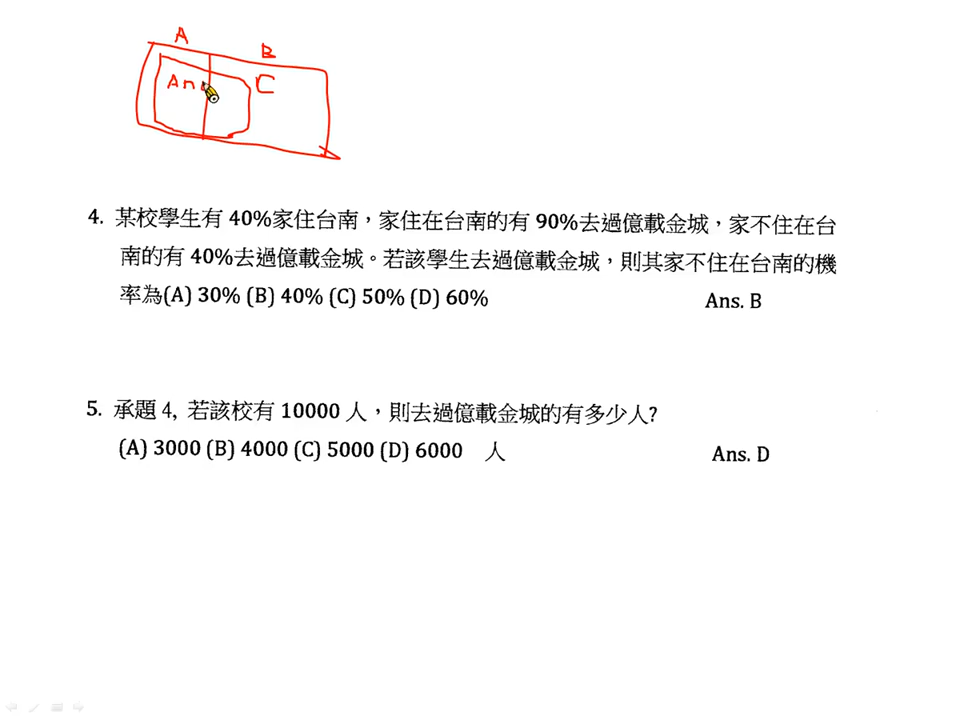 A
B
An
C
4. 某校學生有 40%家住台南，家住在台南的有 90%去過億載金城，家不住在台
南的有 40%去過億載金城。若該學生去過億載金城，則其家不住在台南的機
率為(A) 30% (B) 40% (C) 50% (D) 60% Ans. B
5. 承題 4, 若該校有 10000 人，則去過億載金城的有多少人?
(A) 3000 (B) 4000 (C) 5000 (D) 6000 人 Ans. D